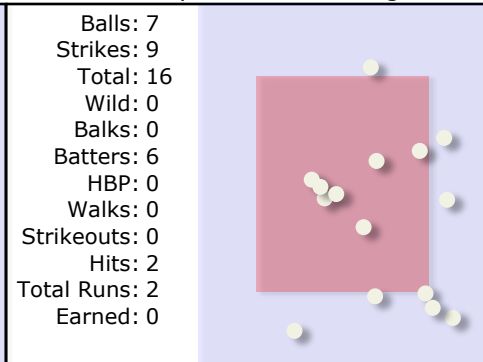 Balls: 7
Strikes: 9
Total: 16
Wild: 0
Balks: 0
Batters: 6
HBP: 0
Walks: 0
Strikeouts: 0
Hits: 2
Total Runs: 2
Earned: 0